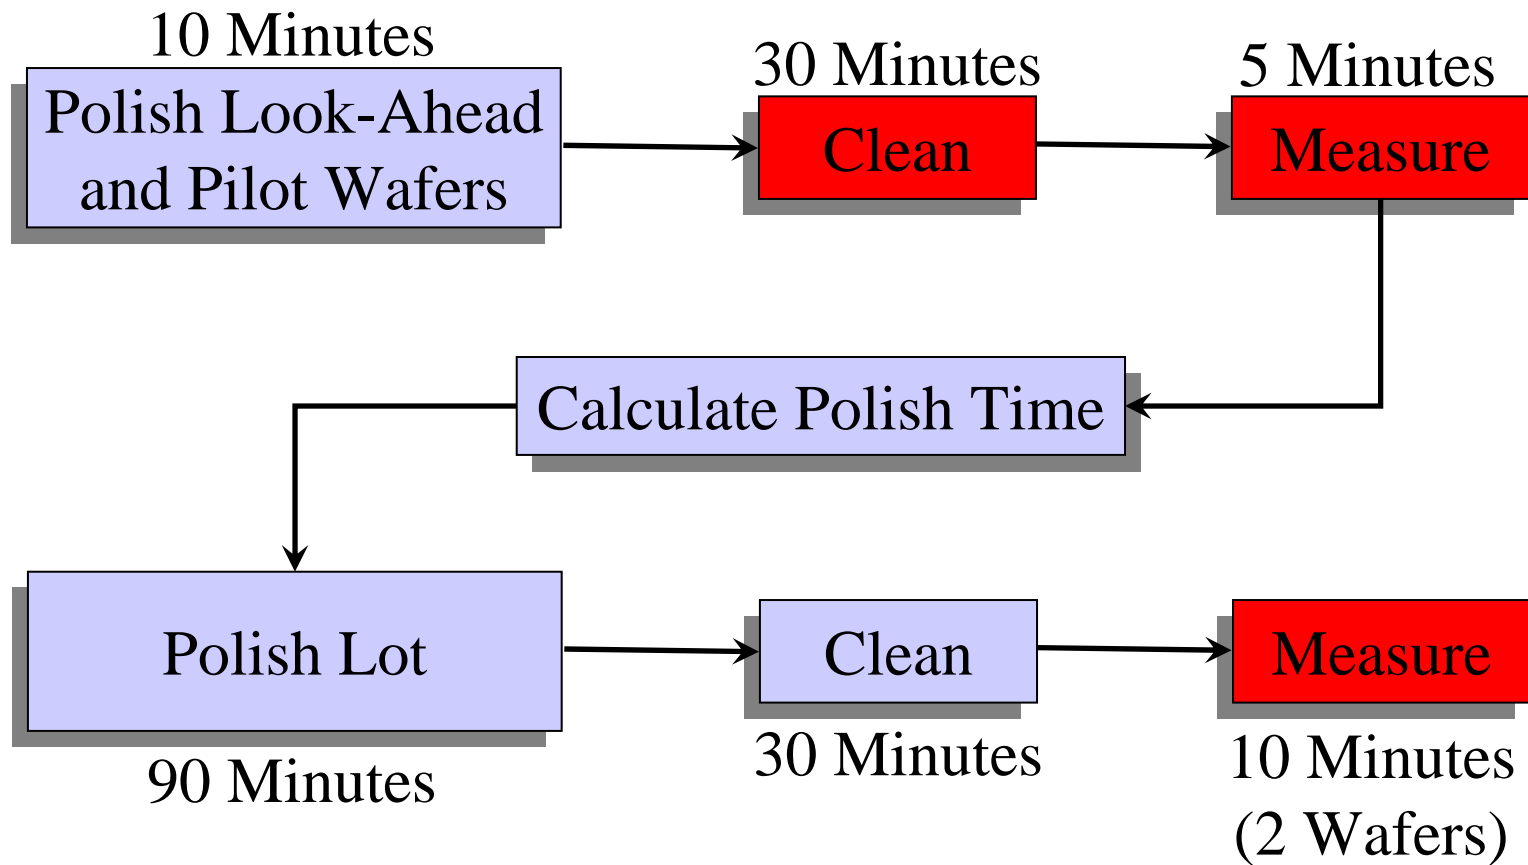 10 Minutes
Polish Look-Ahead
and Pilot Wafers
30 Minutes
Clean
5 Minutes
Measure
Calculate Polish Time
Polish Lot
90 Minutes
Clean
30 Minutes
Measure
10 Minutes
(2 Wafers)